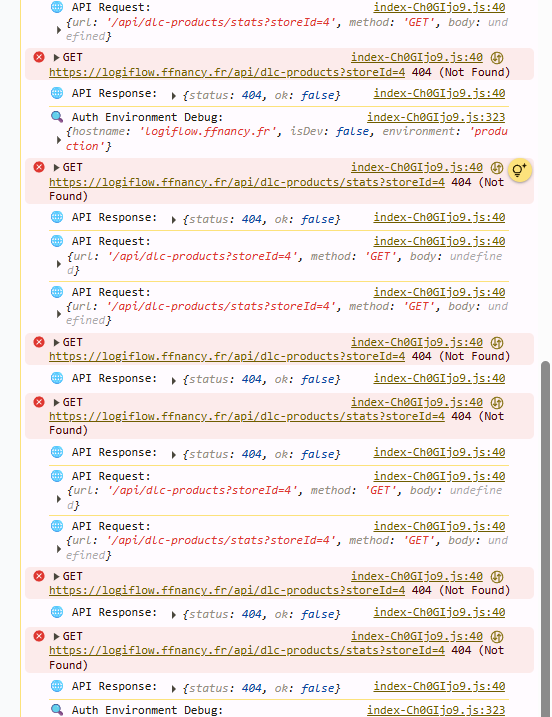 API Request: index-Ch0GIjo9.js:40
{url: '/api/dlc-products/stats?storeId=4', method: 'GET', body: und
efined}
GET index-Ch0GIjo9.js:40
https://logiflow.ffnancy.fr/api/dlc-products?storeId=4 404 (Not Found)
API Response: {status: 404, ok: false} index-Ch0GIjo9.js:40
Auth Environment Debug: index-Ch0GIjo9.js:323
{hostname: 'logiflow.ffnancy.fr', isDev: false, environment: 'produ
ction'}
GET index-Ch0GIjo9.js:40
https://logiflow.ffnancy.fr/api/dlc-products/stats?storeId=4 404 (Not
Found)
API Response: {status: 404, ok: false} index-Ch0GIjo9.js:40
API Request: index-Ch0GIjo9.js:40
{url: '/api/dlc-products?storeId=4', method: 'GET', body: undefine
d}
API Request: index-Ch0GIjo9.js:40
{url: '/api/dlc-products/stats?storeId=4', method: 'GET', body: und
efined}
GET index-Ch0GIjo9.js:40
https://logiflow.ffnancy.fr/api/dlc-products?storeId=4 404 (Not Found)
API Response: {status: 404, ok: false} index-Ch0GIjo9.js:40
GET index-Ch0GIjo9.js:40
https://logiflow.ffnancy.fr/api/dlc-products/stats?storeId=4 404 (Not
Found)
API Response: {status: 404, ok: false} index-Ch0GIjo9.js:40
API Request: index-Ch0GIjo9.js:40
{url: '/api/dlc-products?storeId=4', method: 'GET', body: undefine
d}
API Request: index-Ch0GIjo9.js:40
{url: '/api/dlc-products/stats?storeId=4', method: 'GET', body: und
efined}
GET index-Ch0GIjo9.js:40
https://logiflow.ffnancy.fr/api/dlc-products?storeId=4 404 (Not Found)
API Response: {status: 404, ok: false} index-Ch0GIjo9.js:40
GET index-Ch0GIjo9.js:40
https://logiflow.ffnancy.fr/api/dlc-products/stats?storeId=4 404 (Not
Found)
API Response: {status: 404, ok: false} index-Ch0GIjo9.js:40
Auth Environment Debug: index-Ch0GIjo9.js:323